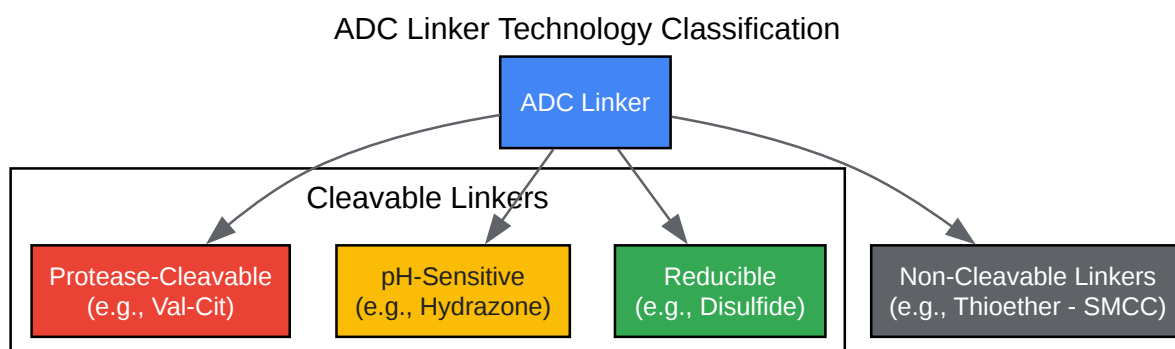 ADC Linker Technology Classification
ADC Linker
Cleavable Linkers
Protease-Cleavable
(e.g., Val-Cit)
pH-Sensitive
(e.g., Hydrazone)
Reducible
(e.g., Disulfide)
Non-Cleavable Linkers
(e.g., Thioether - SMCC)